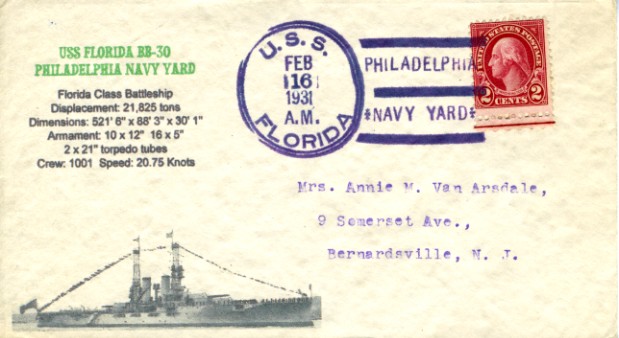 USS FLORIDA BB-30
PHILADELPHIA NAVY YARD
Florida Class Battleship
Displacement: 21,825 tons
Dimensions: 521' 6" x 88' 3" x 30' 1"
Armament: 10 x 12" 16 x 5"
2 x 21" torpedo tubes
Crew: 1001 Speed: 20.75 Knots
U. S. S.
FEB
16
1931
A.M.
FLORIDA
PHILADELPHIA
*NAVY YARD*
UNITED STATES POSTAGE
2 CENTS 2
Mrs. Annie M. Van Arsdale,
9 Somerset Ave.,
Bernardsville, N. J.